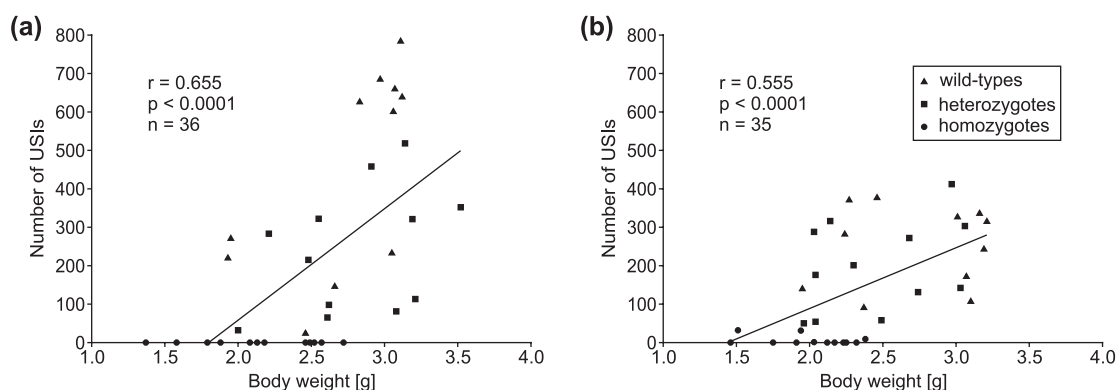 (a)
800
700
600
500
400
300
200
100
0
Number of USIs
r = 0.655
p < 0.0001
n = 36
1.0 1.5 2.0 2.5 3.0 3.5 4.0
Body weight [g]
(b)
800
700
600
500
400
300
200
100
0
Number of USIs
r = 0.555
p < 0.0001
n = 35
wild-types
heterozygotes
homozygotes
1.0 1.5 2.0 2.5 3.0 3.5 4.0
Body weight [g]